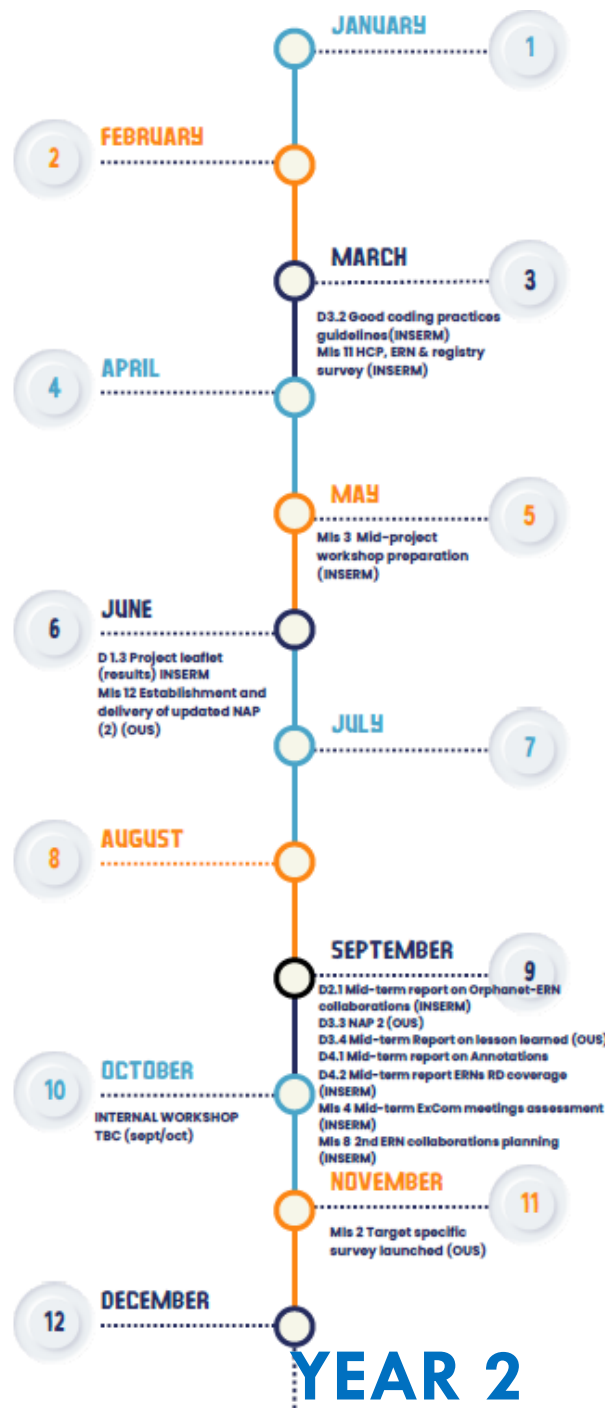 JANUARY
1
FEBRUARY
2
MARCH
3
D3.2 Good coding practices
guidelines(INSERM)
Mls 11 HCP, ERN & registry
survey (INSERM)
APRIL
4
MAY
5
Mls 3 Mid-project
workshop preparation
(INSERM)
JUNE
6
D 1.3 Project leaflet
(results) INSERM
Mls 12 Establishment and
delivery of updated NAP
(2) (OUS)
JULY
7
AUGUST
8
SEPTEMBER
9
D2.1 Mid-term report on Orphanet-ERN
collaborations (INSERM)
D3.3 NAP 2 (OUS)
D3.4 Mid-term Report on lesson learned (OUS)
D4.1 Mid-term report on Annotations
D4.2 Mid-term report ERNs RD coverage
(INSERM)
Mls 4 Mid-term ExCom meetings assessment
(INSERM)
Mls 8 2nd ERN collaborations planning
(INSERM)
OCTOBER
10
INTERNAL WORKSHOP
TBC (sept/oct)
NOVEMBER
11
Mls 2 Target specific
survey launched (OUS)
DECEMBER
12
YEAR 2